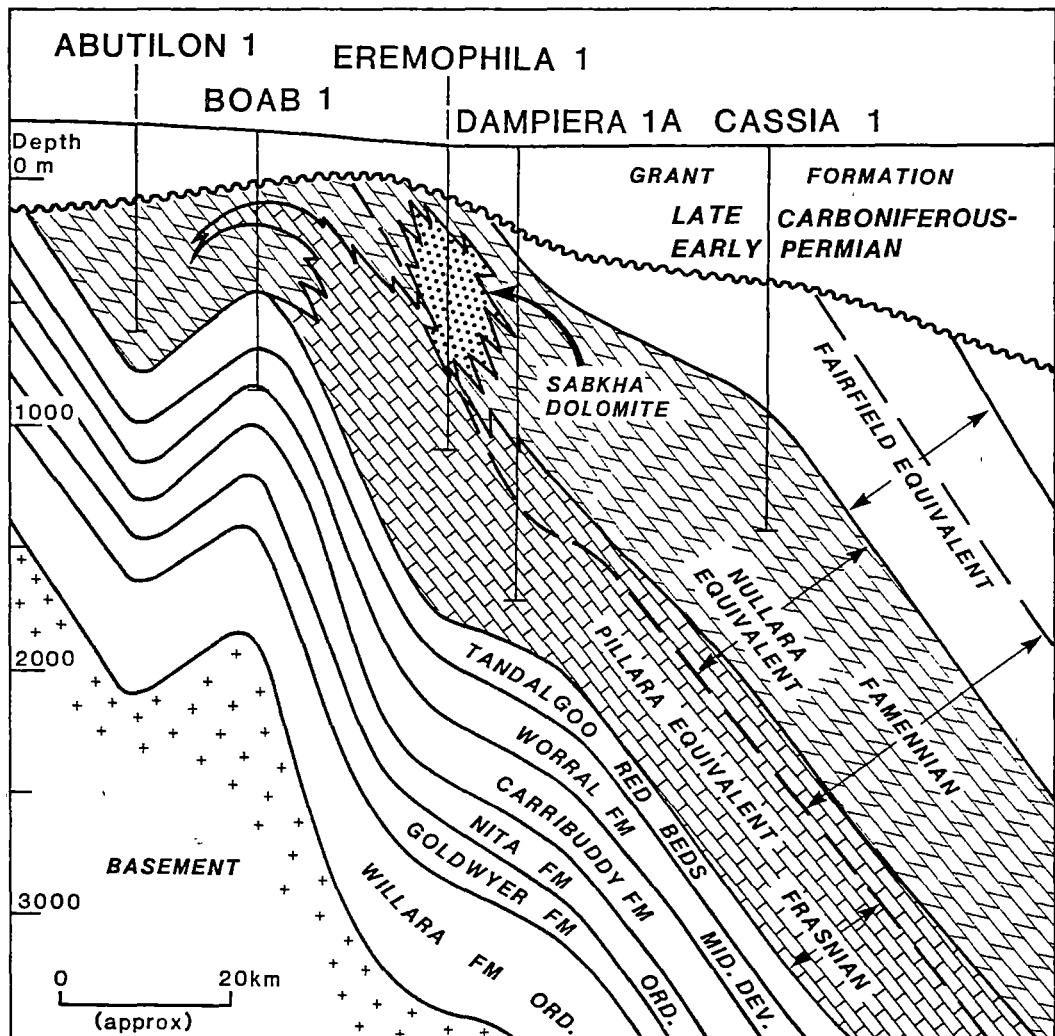 ABUTILON 1
EREMOPHILA 1
BOAB 1
DAMPIERA 1A
CASSIA 1
Depth
0 m
GRANT
FORMATION
LATE CARBONIFEROUS-
EARLY PERMIAN
SABKHA
DOLOMITE
FAIRFIELD EQUIVALENT
1000
NULLARA
EQUIVALENT
FAMENNIAN
PILLARA EQUIVALENT
FRASNIAN
2000
TANDALGOO RED BEDS
MID. DEV.
WORRAL FM
CARRIBUDDY FM
NITA FM
ORD.
GOLDWYER FM
WILLARA
FM
ORD.
BASEMENT
3000
0 20km
(approx)